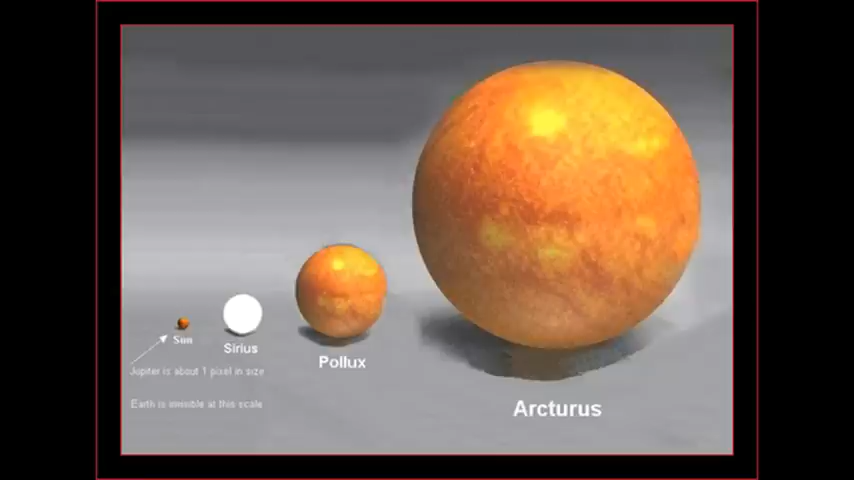 Sun
Sirius
Pollux
Jupiter is about 1 pixel in size
Earth is invisible at this scale
Arcturus